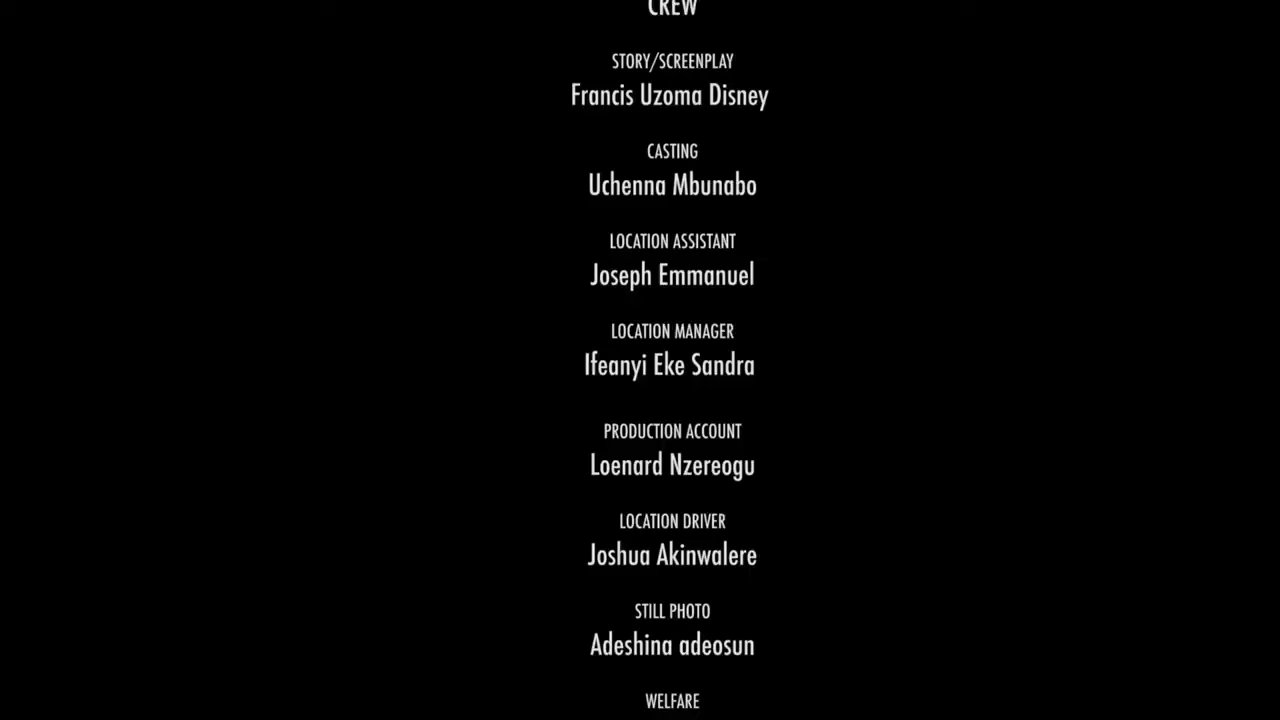 CREW
STORY/SCREENPLAY
Francis Uzoma Disney
CASTING
Uchenna Mbunabo
LOCATION ASSISTANT
Joseph Emmanuel
LOCATION MANAGER
Ifeanyi Eke Sandra
PRODUCTION ACCOUNT
Loenard Nzereogu
LOCATION DRIVER
Joshua Akinwalere
STILL PHOTO
Adeshina adeosun
WELFARE